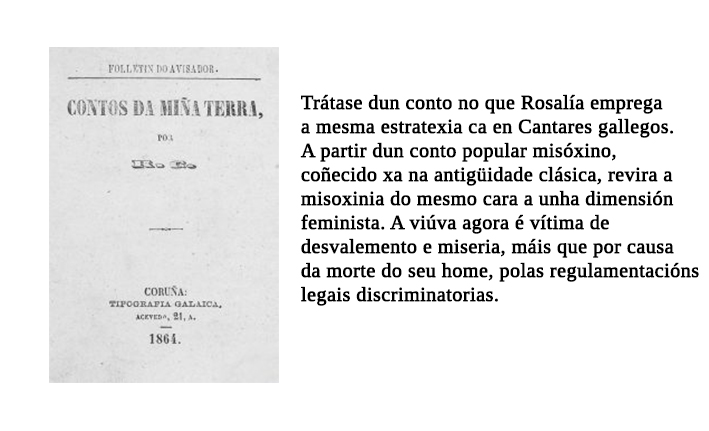 FOLLETIN DO AVISADOR.
CONTOS DA MIÑA TERRA,
POR
R. C.
CORUÑA:
TIPOGRAFIA GALAICA,
ACEVEDO, 21, A.
1864.
Trátase dun conto no que Rosalía emprega
a mesma estratexia ca en Cantares gallegos.
A partir dun conto popular misóxino,
coñecido xa na antigüidade clásica, revira a
misoxinia do mesmo cara a unha dimensión
feminista. A viúva agora é vítima de
desvalemento e miseria, máis que por causa
da morte do seu home, polas regulamentacións
legais discriminatorias.